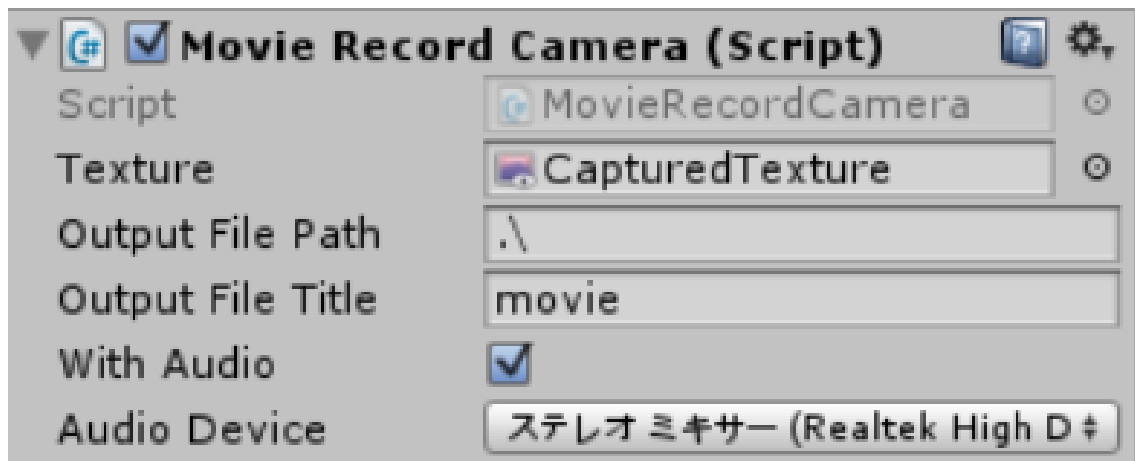 Movie Record Camera (Script)
Script MovieRecordCamera
Texture CapturedTexture
Output File Path .\
Output File Title movie
With Audio
Audio Device ステレオ ミキサー (Realtek High D